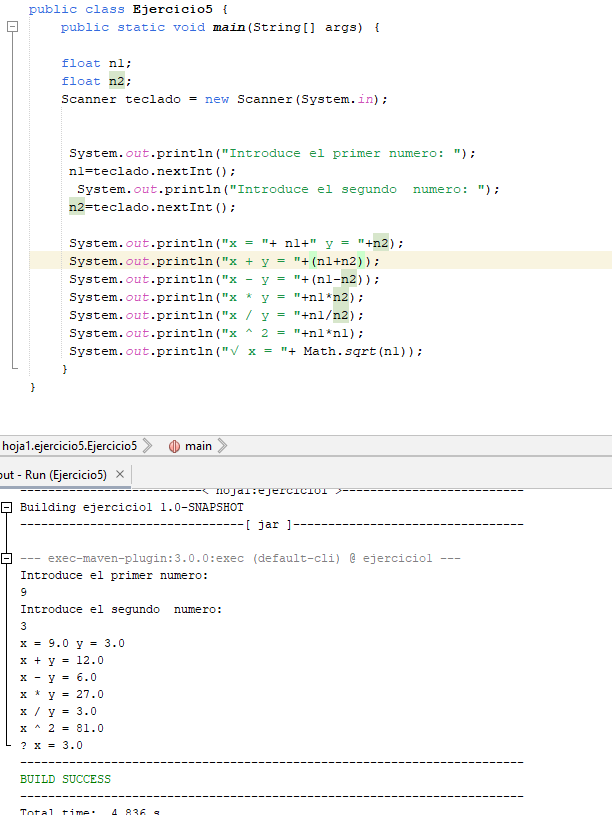 public class Ejercicio5 {
public static void main(String[] args) {
float n1;
float n2;
Scanner teclado = new Scanner(System.in);
System.out.println("Introduce el primer numero: ");
n1=teclado.nextInt();
System.out.println("Introduce el segundo  numero: ");
n2=teclado.nextInt();
System.out.println("x = "+ n1+" y = "+n2);
System.out.println("x + y = "+(n1+n2));
System.out.println("x - y = "+(n1-n2));
System.out.println("x * y = "+n1*n2);
System.out.println("x / y = "+n1/n2);
System.out.println("x ^ 2 = "+n1*n1);
System.out.println("√ x = "+ Math.sqrt(n1));
}
}
hoja1.ejercicio5.Ejercicio5 main
out - Run (Ejercicio5) ×
------------------------< hoja1:ejercicio1 >------------------------
Building ejercicio1 1.0-SNAPSHOT
--------------------------------[ jar ]---------------------------------
--- exec-maven-plugin:3.0.0:exec (default-cli) @ ejercicio1 ---
Introduce el primer numero:
9
Introduce el segundo  numero:
3
x = 9.0 y = 3.0
x + y = 12.0
x - y = 6.0
x * y = 27.0
x / y = 3.0
x ^ 2 = 81.0
? x = 3.0
------------------------------------------------------------------------
BUILD SUCCESS
------------------------------------------------------------------------
Total time:  4.836 s